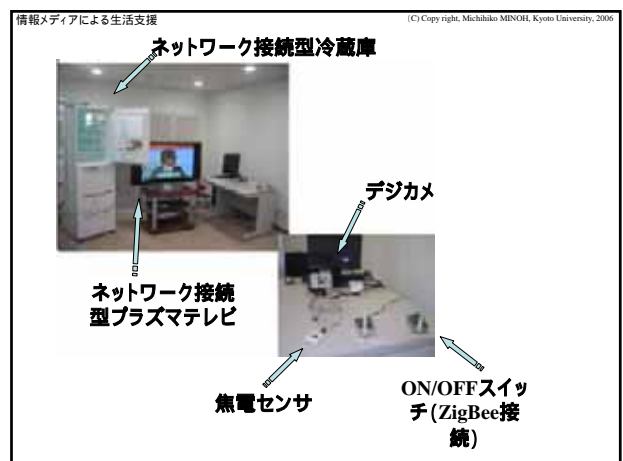 情報メディアによる生活支援
(C) Copy right, Michihiko MINOH, Kyoto University, 2006
ネットワーク接続型冷蔵庫
デジカメ
ネットワーク接続
型プラズマテレビ
焦電センサ
ON/OFFスイッ
チ(ZigBee接
続)